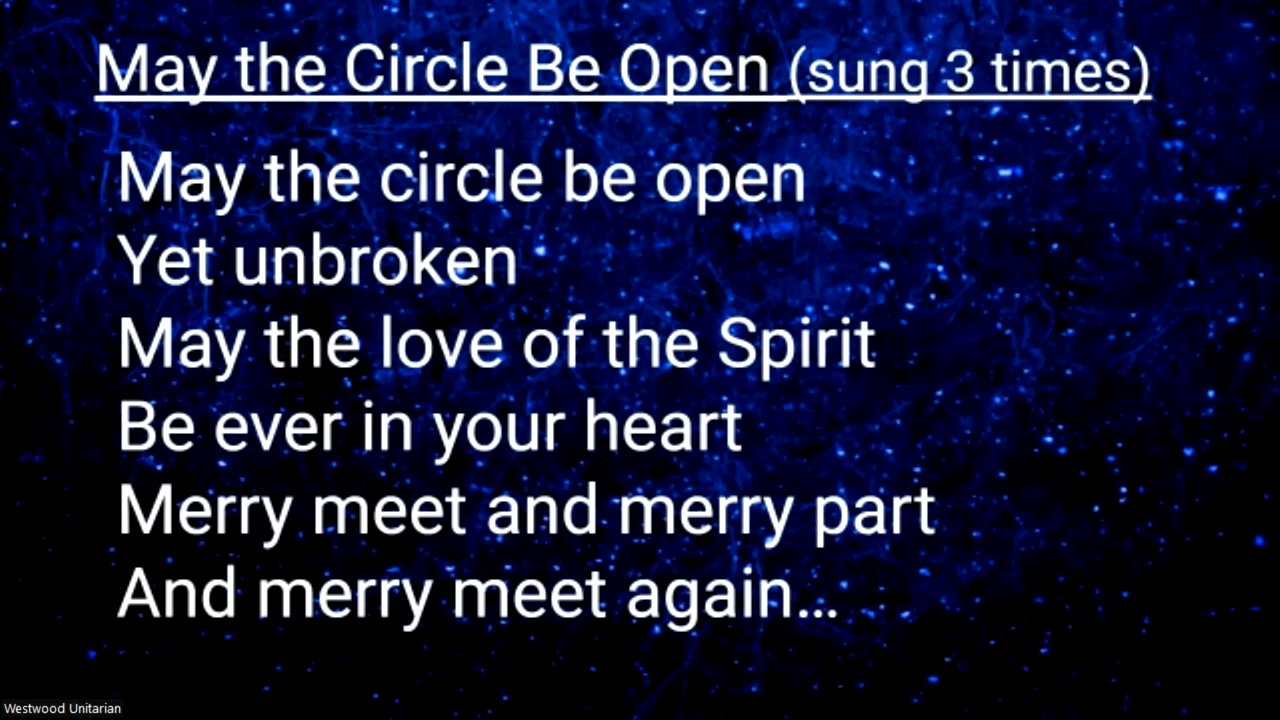 May the Circle Be Open (sung 3 times)
May the circle be open
Yet unbroken
May the love of the Spirit
Be ever in your heart
Merry meet and merry part
And merry meet again...
Westwood Unitarian